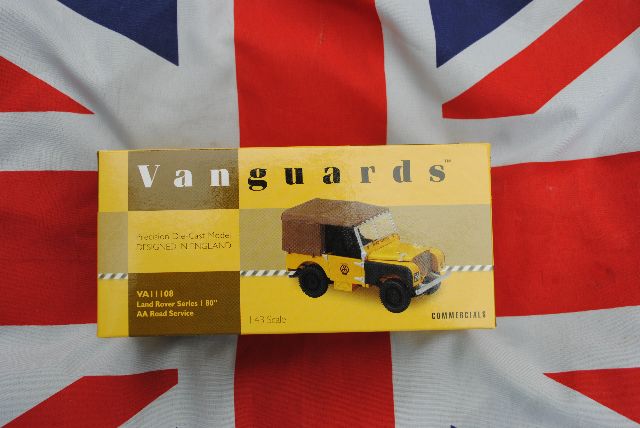 Vanguards™
Precision Die-Cast Model
DESIGNED IN ENGLAND
VA11108
Land Rover Series 1 80"
AA Road Service
1:43 Scale
COMMERCIALS